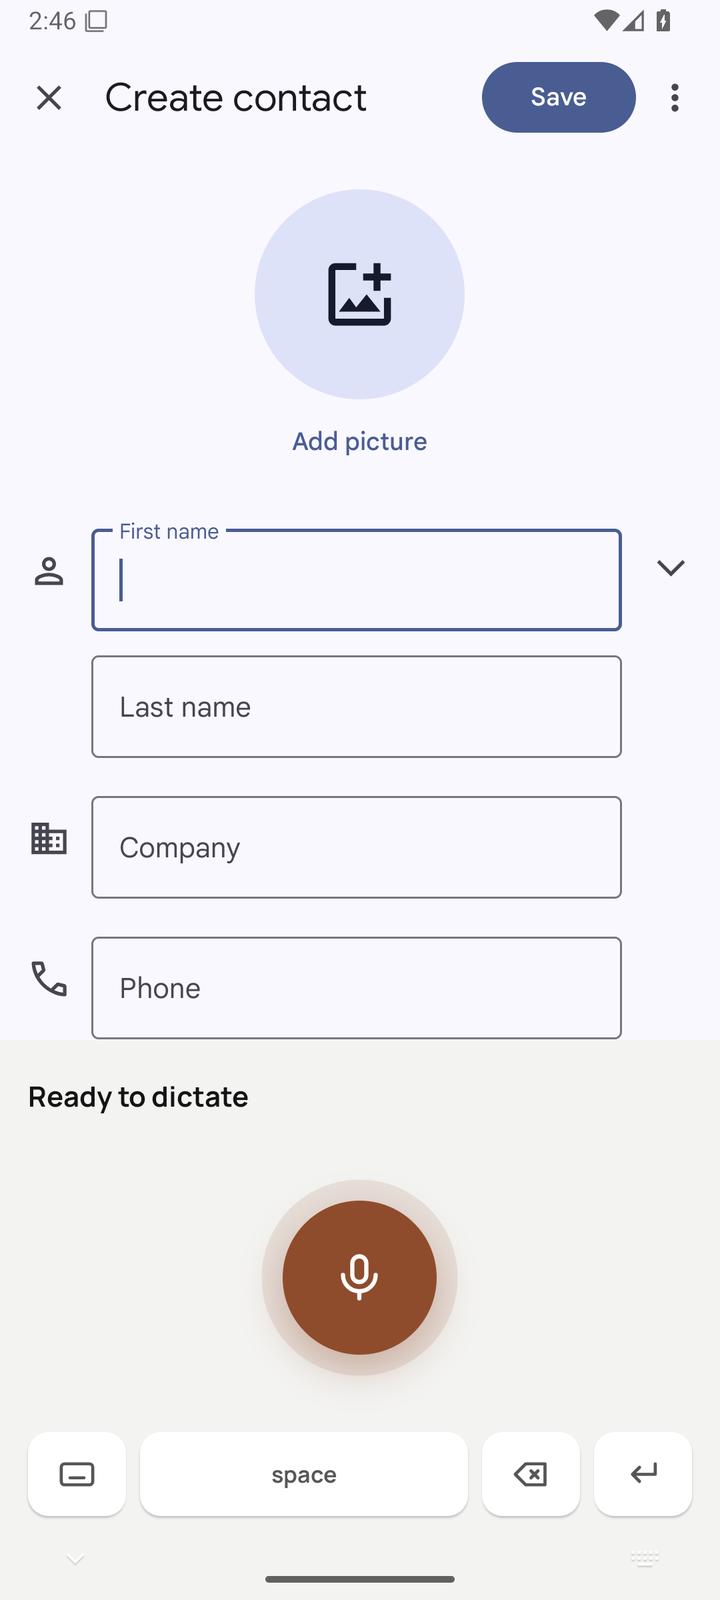 2:46
Create contact
Save
Add picture
First name
Last name
Company
Phone
Ready to dictate
space